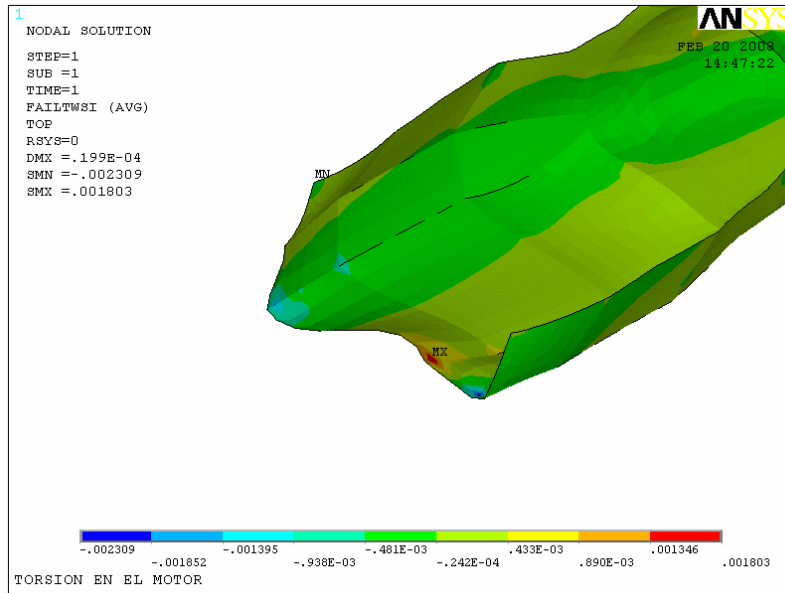 1
ANSYS
NODAL SOLUTION
FEB 20 2008
14:47:22
STEP=1
SUB =1
TIME=1
FAILTWSI (AVG)
TOP
RSYS=0
DMX =.199E-04
SMN =-.002309
SMX =.001803
MN
MX
-.002309 -.001395 -.481E-03 .433E-03 .001346
-.001852 -.938E-03 -.242E-04 .890E-03 .001803
TORSION EN EL MOTOR